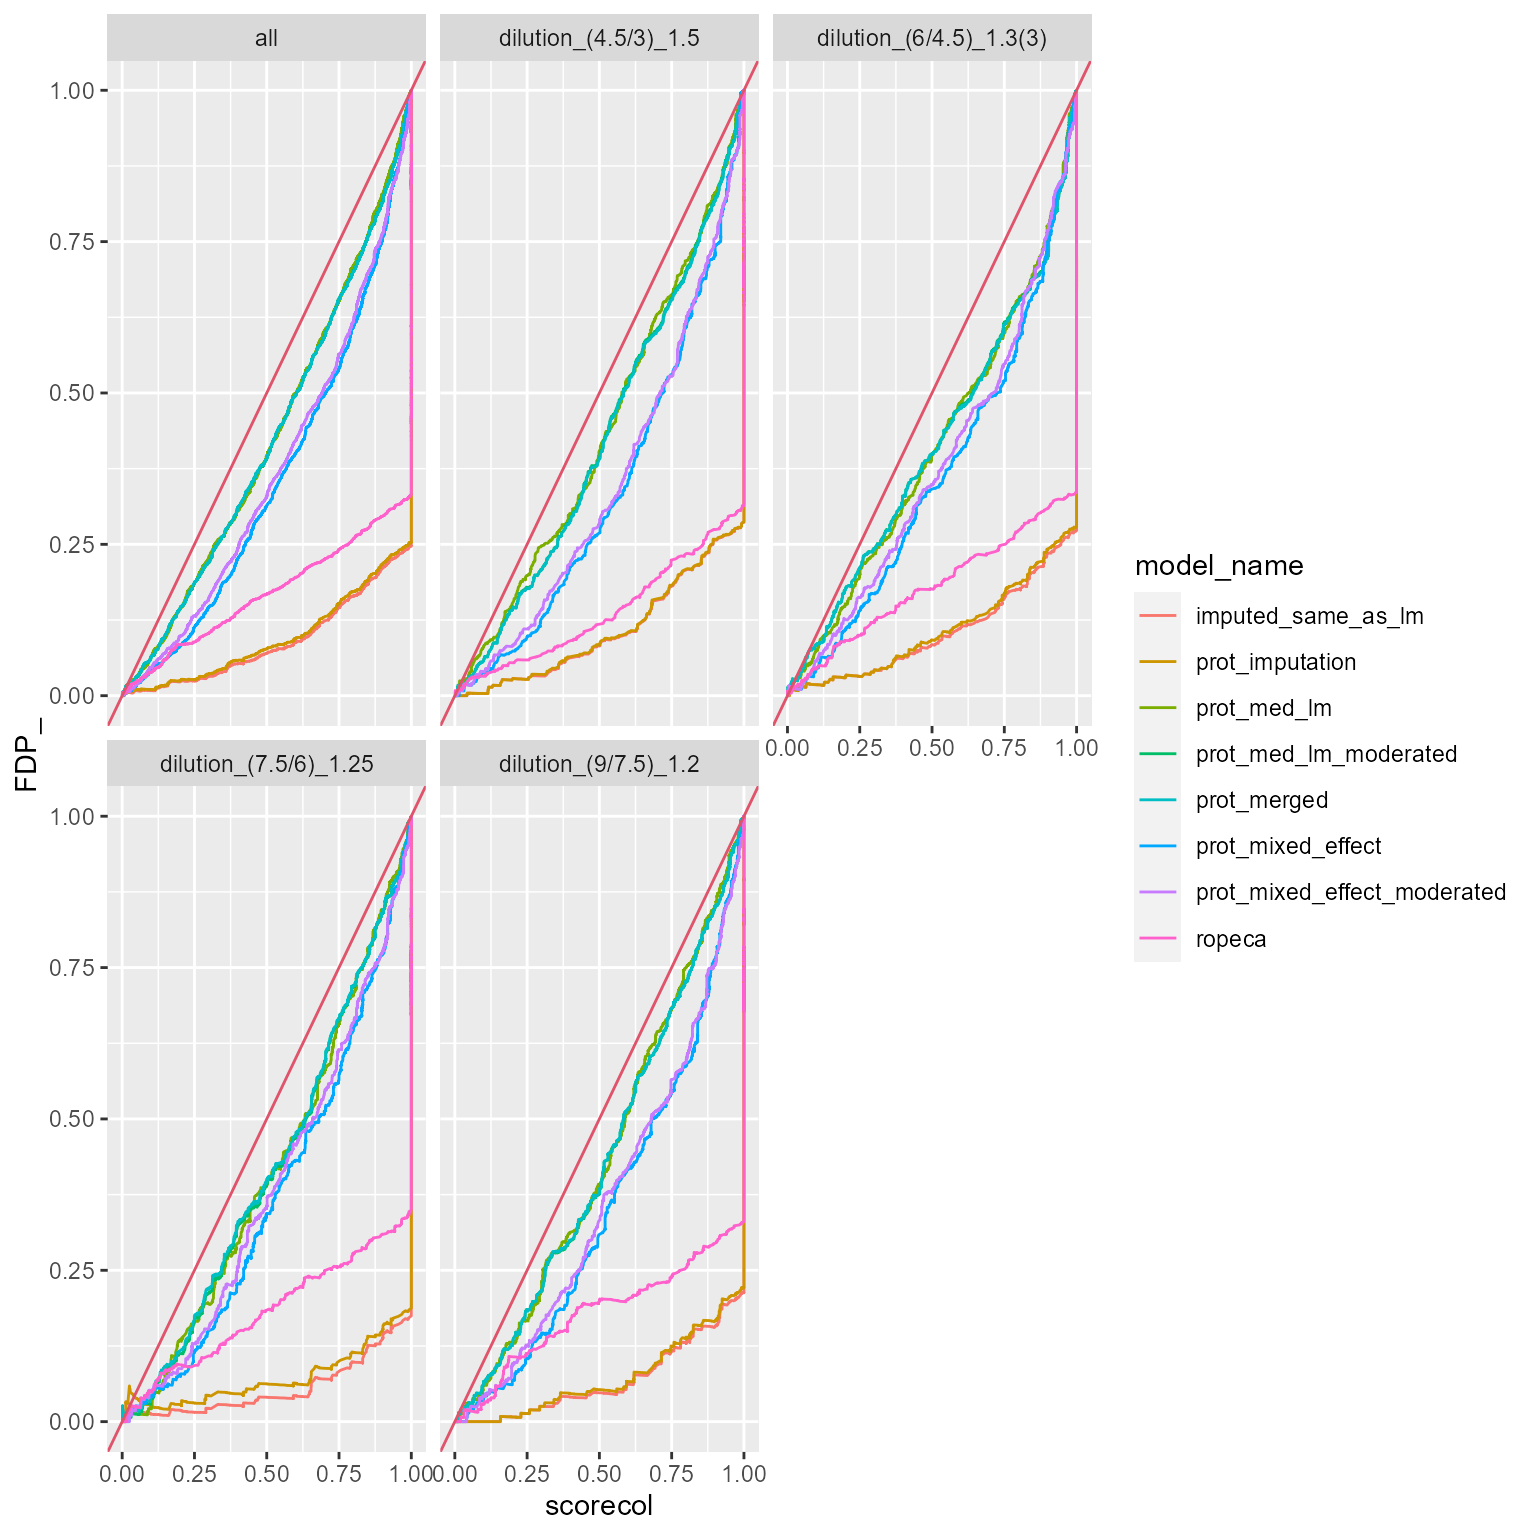 all
dilution_(4.5/3)_1.5
dilution_(6/4.5)_1.3(3)
1.00
0.75
0.50
0.25
0.00
0.00 0.25 0.50 0.75 1.00
dilution_(7.5/6)_1.25
dilution_(9/7.5)_1.2
1.00
0.75
0.50
0.25
0.00
0.00 0.25 0.50 0.75 1.00
0.00 0.25 0.50 0.75 1.00
scorecol
FDP_
model_name
imputed_same_as_lm
prot_imputation
prot_med_lm
prot_med_lm_moderated
prot_merged
prot_mixed_effect
prot_mixed_effect_moderated
ropeca